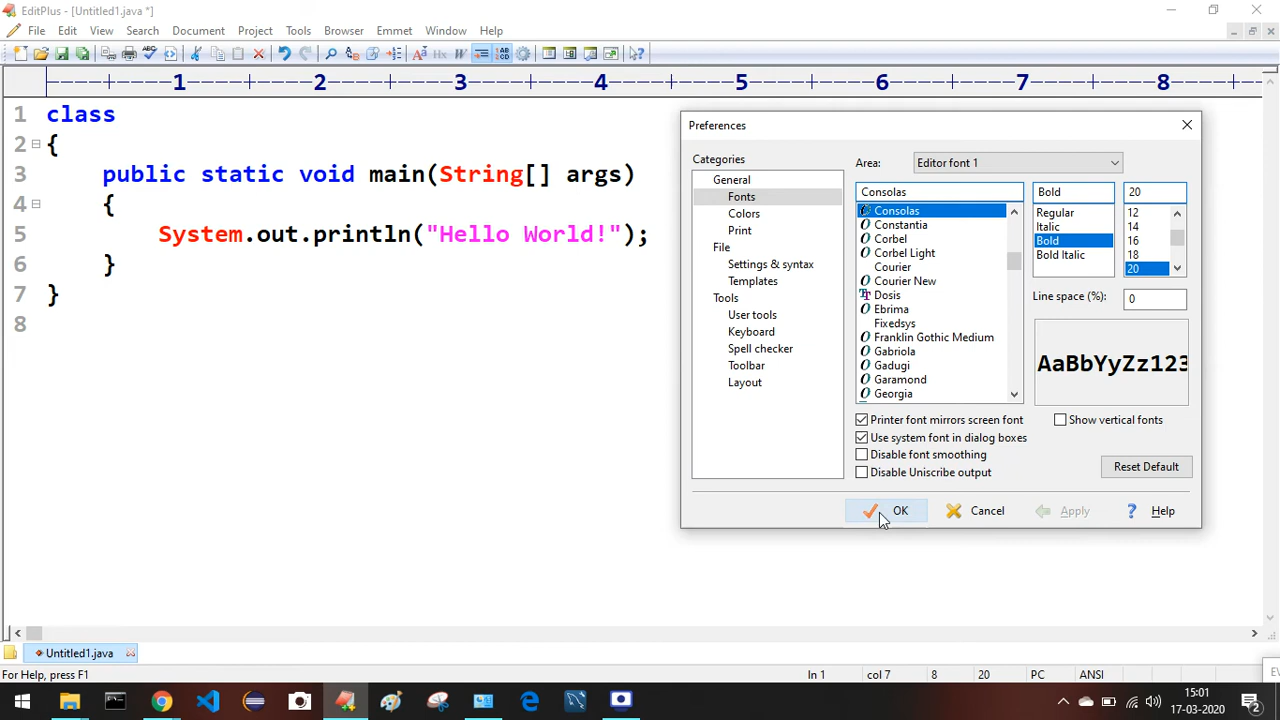 EditPlus - [Untitled1.java *]
File Edit View Search Document Project Tools Browser Emmet Window Help
1 2 3 4 5 6 7 8
1 class
2 {
3 public static void main(String[] args)
4 {
5 System.out.println("Hello World!");
6 }
7 }
8
Preferences
Categories
General
Fonts
Colors
Print
File
Settings & syntax
Templates
Tools
User tools
Keyboard
Spell checker
Toolbar
Layout
Area: Editor font 1
Consolas
Consolas
Constantia
Corbel
Corbel Light
Courier
Courier New
Dosis
Ebrima
Fixedsys
Franklin Gothic Medium
Gabriola
Gadugi
Garamond
Georgia
Bold
Regular
Italic
Bold
Bold Italic
20
12
14
16
18
20
Line space (%): 0
AaBbYyZz123
Printer font mirrors screen font
Show vertical fonts
Use system font in dialog boxes
Disable font smoothing
Disable Uniscribe output
Reset Default
OK Cancel Apply Help
Untitled1.java
For Help, press F1
ln 1 col 7 8 20 PC ANSI
15:01
17-03-2020
2